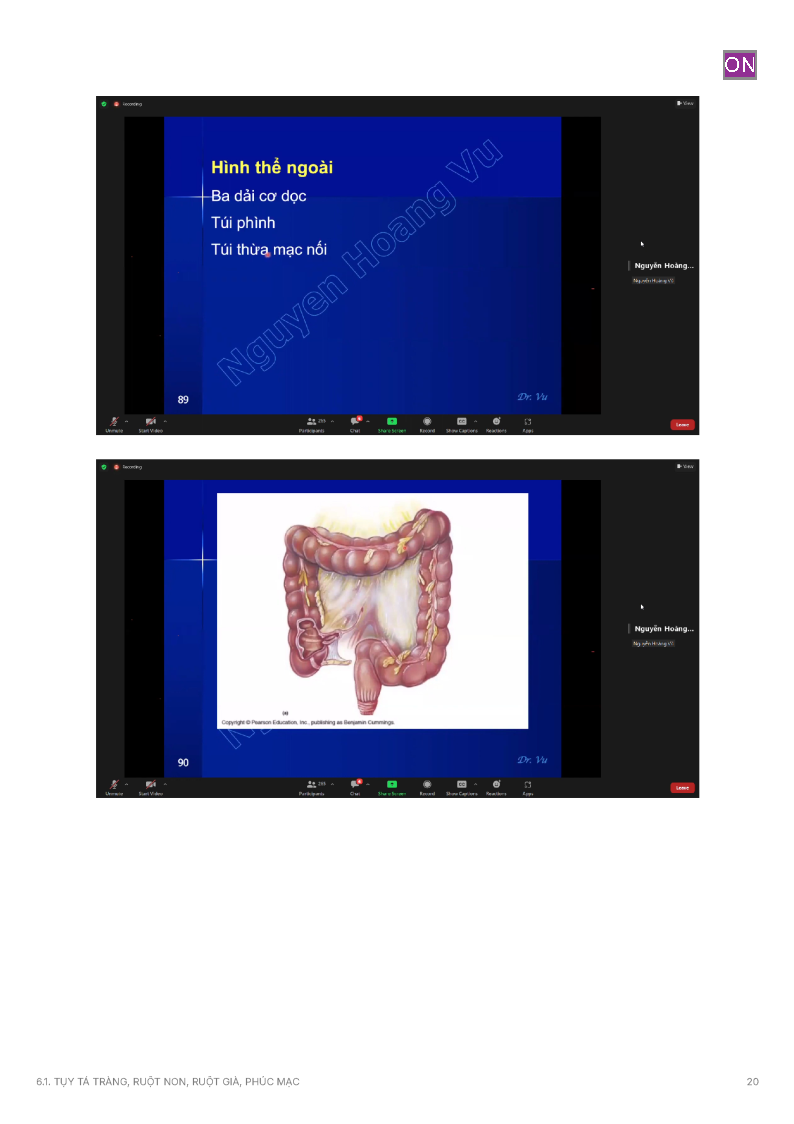 ON
Recording
View
Hình thể ngoài
Ba dải cơ dọc
Túi phình
Túi thừa mạc nối
Nguyen Hoang Vu
Nguyễn Hoàng...
Nguyễn Hoàng Vũ
89
Dr. Vu
Unmute
Start Video
Participants
Chat
Share Screen
Record
Show Captions
Reactions
Apps
Leave
Recording
View
Nguyễn Hoàng...
Nguyễn Hoàng Vũ
(a)
Copyright © Pearson Education, Inc., publishing as Benjamin Cummings.
90
Dr. Vu
Unmute
Start Video
Participants
Chat
Share Screen
Record
Show Captions
Reactions
Apps
Leave
6.1. TỤY TÁ TRÀNG, RUỘT NON, RUỘT GIÀ, PHÚC MẠC
20